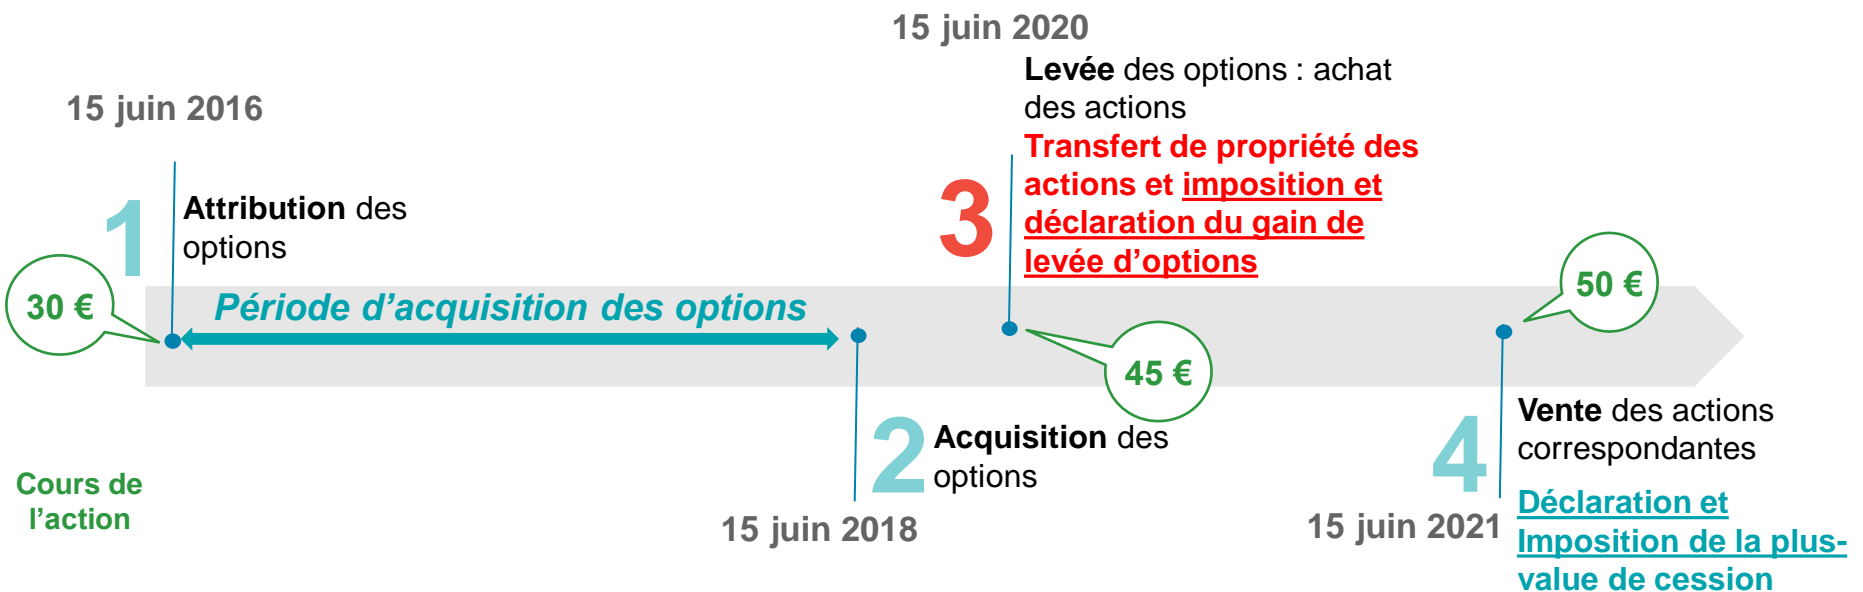 15 juin 2016
1
Attribution des
options
30 €
Période d'acquisition des options
Cours de
l'action
2
Acquisition des
options
15 juin 2018
15 juin 2020
3
Levée des options : achat
des actions
Transfert de propriété des
actions et imposition et
déclaration du gain de
levée d'options
45 €
50 €
4
Vente des actions
correspondantes
15 juin 2021
Déclaration et
Imposition de la plus-
value de cession